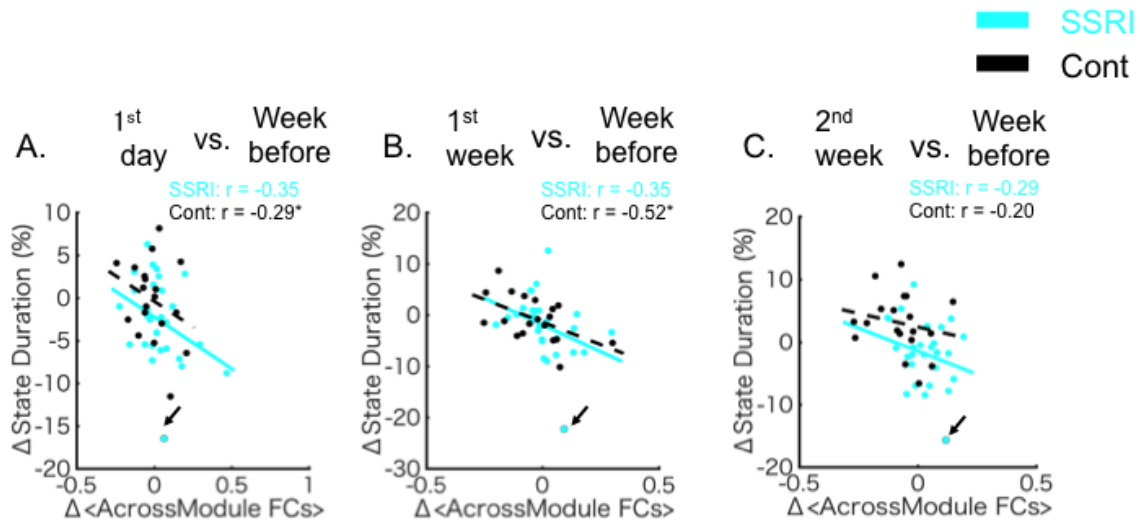 SSRI
Cont
A. 1st day vs. Week before
SSRI: r = -0.35
Cont: r = -0.29*
10
5
0
-5
-10
-15
-20
-0.5 0 0.5 1
Δ State Duration (%)
Δ <AcrossModule FCs>
B. 1st week vs. Week before
SSRI: r = -0.35
Cont: r = -0.52*
20
10
0
-10
-20
-30
-0.5 0 0.5
Δ State Duration (%)
Δ <AcrossModule FCs>
C. 2nd week vs. Week before
SSRI: r = -0.29
Cont: r = -0.20
20
10
0
-10
-20
-0.5 0 0.5
Δ State Duration (%)
Δ <AcrossModule FCs>